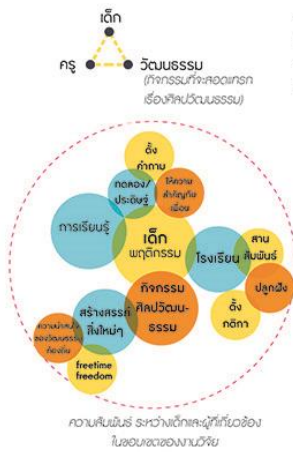 เด็ก
ครู
วัฒนธรรม
(กิจกรรมที่จะสอดแทรก
เรื่องศิลปวัฒนธรรม)
ตั้ง
คำถาม
ทดลอง/
ประดิษฐ์
ให้ความ
สำคัญกับ
เพื่อน
การเรียนรู้
เด็ก
พฤติกรรม
โรงเรียน
สาน
สัมพันธ์
ปลูกฝัง
ตั้ง
กติกา
กิจกรรม
ศิลปวัฒน-
ธรรม
สร้างสรรค์
สิ่งใหม่ๆ
ความน่าสนใจ
ของวัฒนธรรม
ท้องถิ่น
freetime
freedom
ความสัมพันธ์ ระหว่างเด็กและผู้ที่เกี่ยวข้อง
ในขอบเขตของงานวิจัย